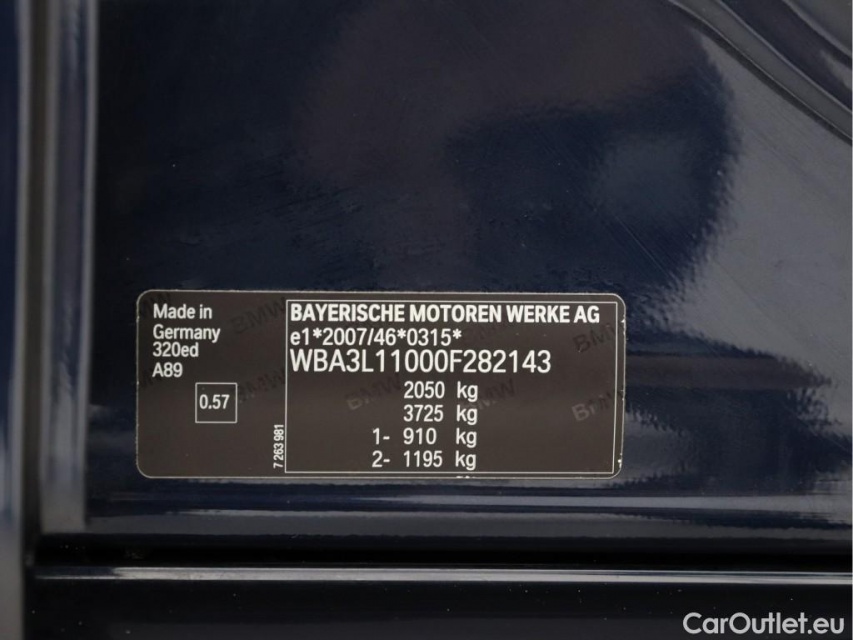 Made in
Germany
320ed
A89
0.57
7 263 981
BAYERISCHE MOTOREN WERKE AG
e1*2007/46*0315*
WBA3L11000F282143
2050 kg
3725 kg
1- 910 kg
2- 1195 kg
CarOutlet.eu